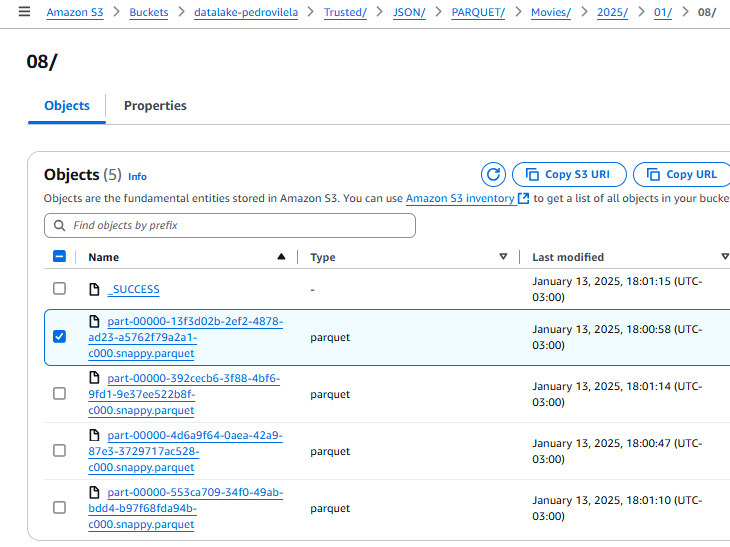 Amazon S3 > Buckets > datalake-pedrovilela > Trusted/ > JSON/ > PARQUET/ > Movies/ > 2025/ > 01/ > 08/
08/
Objects Properties
Objects (5) Info
Copy S3 URI
Copy URL
Objects are the fundamental entities stored in Amazon S3. You can use Amazon S3 inventory to get a list of all objects in your bucke
Find objects by prefix
Name Type Last modified
_SUCCESS - January 13, 2025, 18:01:15 (UTC-
03:00)
part-00000-13f3d02b-2ef2-4878-
ad23-a5762f79a2a1-
c000.snappy.parquet
parquet
January 13, 2025, 18:00:58 (UTC-
03:00)
part-00000-392cecb6-3f88-4bf6-
9fd1-9e37ee522b8f-
c000.snappy.parquet
parquet
January 13, 2025, 18:01:14 (UTC-
03:00)
part-00000-4d6a9f64-0aea-42a9-
87e3-3729717ac528-
c000.snappy.parquet
parquet
January 13, 2025, 18:00:47 (UTC-
03:00)
part-00000-553ca709-34f0-49ab-
bdd4-b97f68fda94b-
c000.snappy.parquet
parquet
January 13, 2025, 18:01:10 (UTC-
03:00)